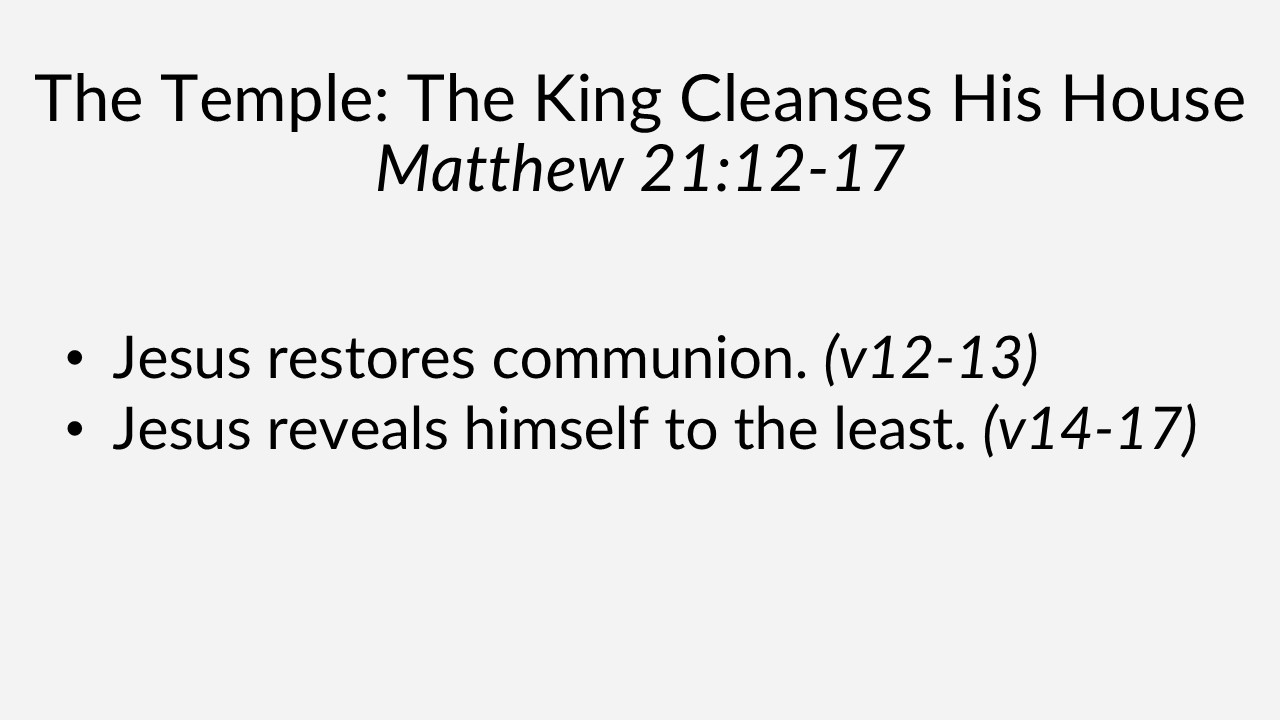 The Temple: The King Cleanses His House
Matthew 21:12-17
• Jesus restores communion. (v12-13)
• Jesus reveals himself to the least. (v14-17)